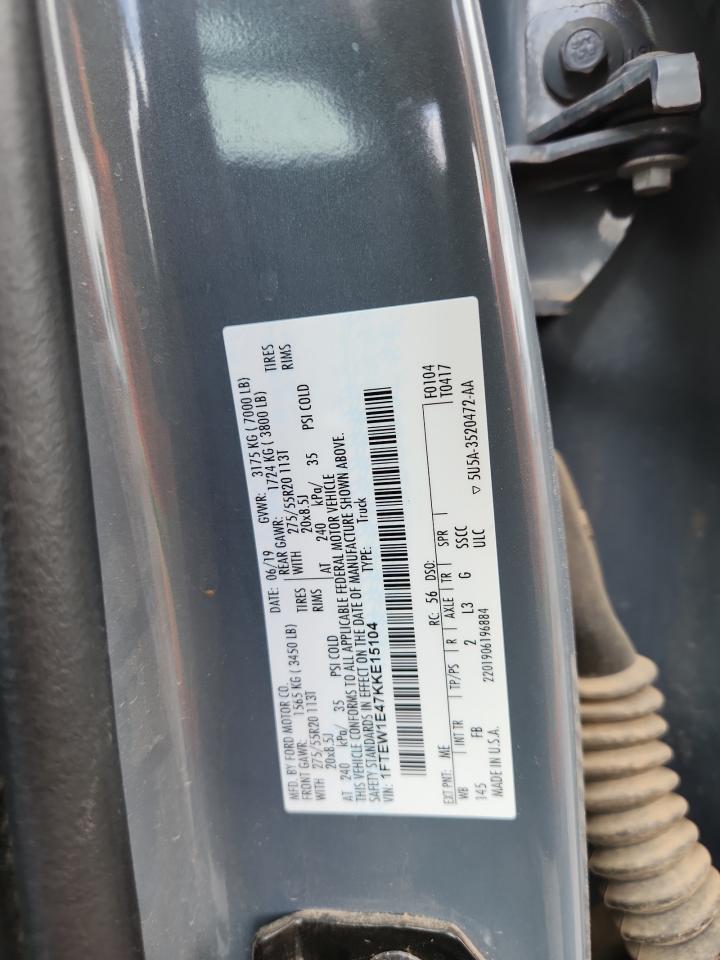 MFD. BY FORD MOTOR CO.
DATE: 06/19 GVWR: 3175 KG ( 7000 LB)
FRONT GAWR: 1565 KG ( 3450 LB) REAR GAWR: 1724 KG ( 3800 LB)
WITH 275/55R20 113T TIRES WITH 275/55R20 113T TIRES
20x8.5J RIMS 20x8.5J RIMS
AT 240 kPa/ 35 PSI COLD AT 240 kPa/ 35 PSI COLD
THIS VEHICLE CONFORMS TO ALL APPLICABLE FEDERAL MOTOR VEHICLE
SAFETY STANDARDS IN EFFECT ON THE DATE OF MANUFACTURE SHOWN ABOVE.
VIN: 1FTEW1E47KKE15104 TYPE: Truck
F0104
EXT PNT: ME RC: 56 DSO: T0417
WB INT TR TP/PS R AXLE TR SPR
145 FB 2 L3 G SSCC
2201906196884 ULC
MADE IN U.S.A. ▽ 5U5A-3520472-AA